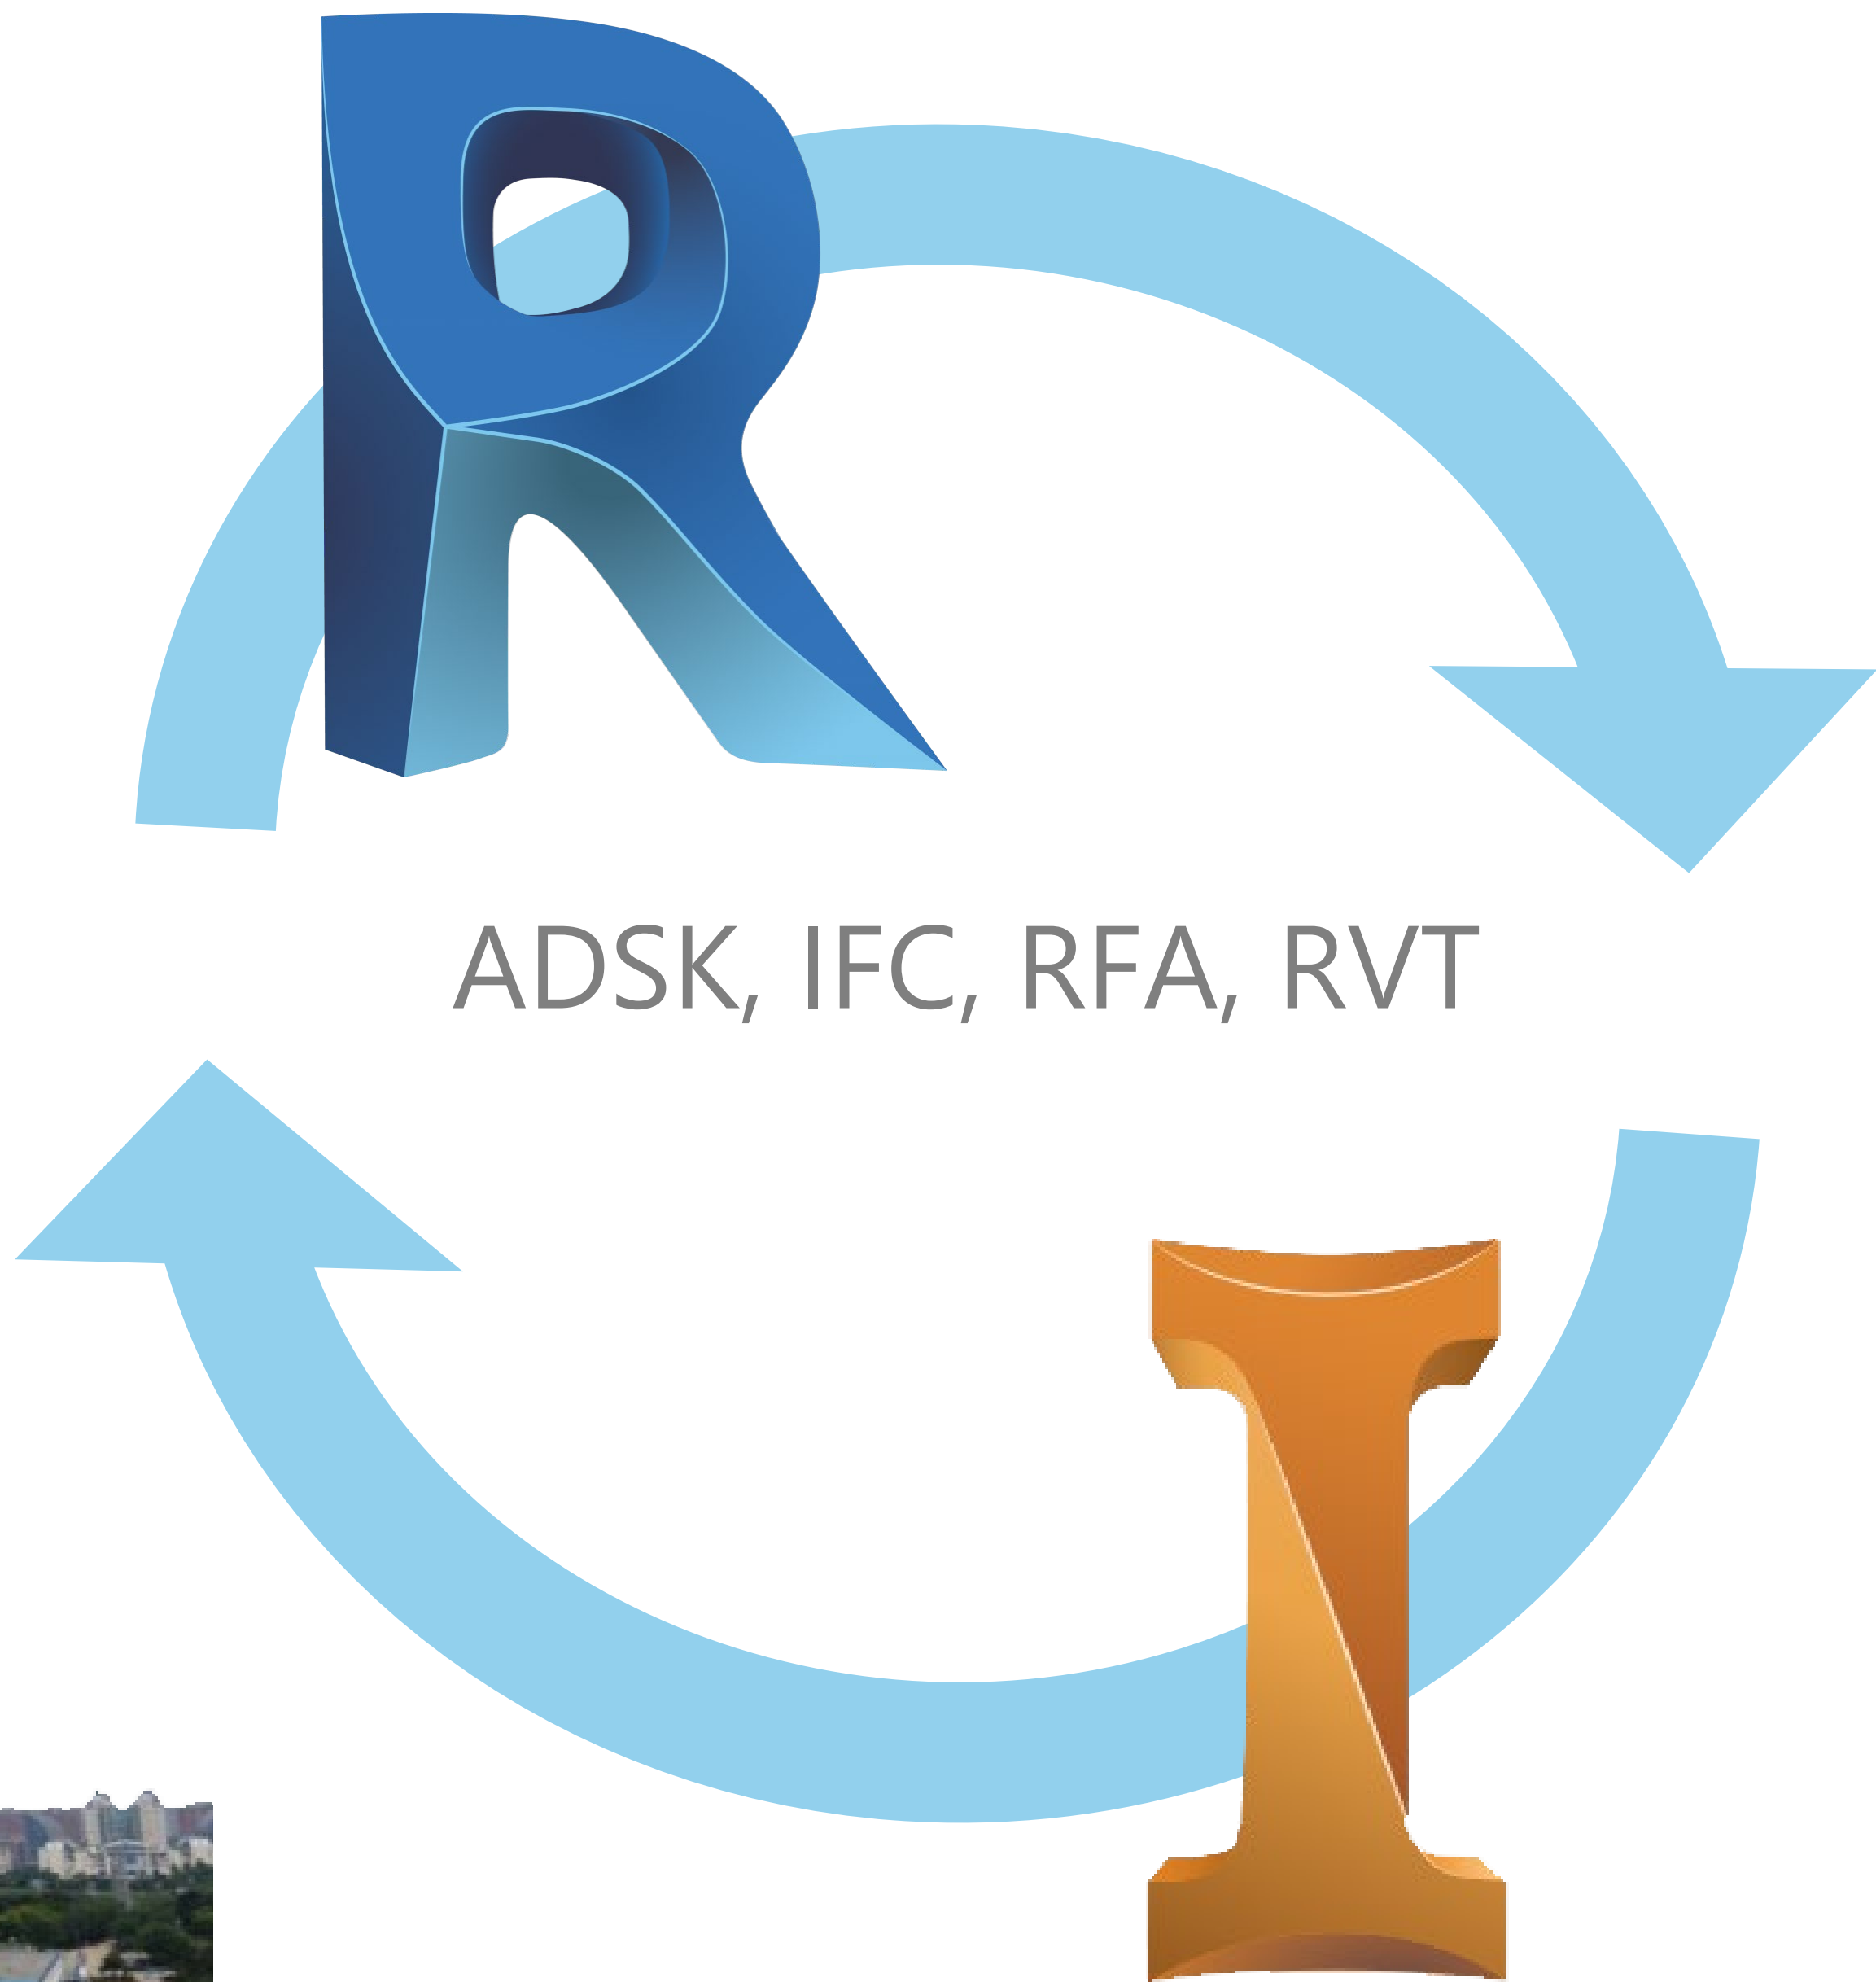 R
ADSK, IFC, RFA, RVT
I